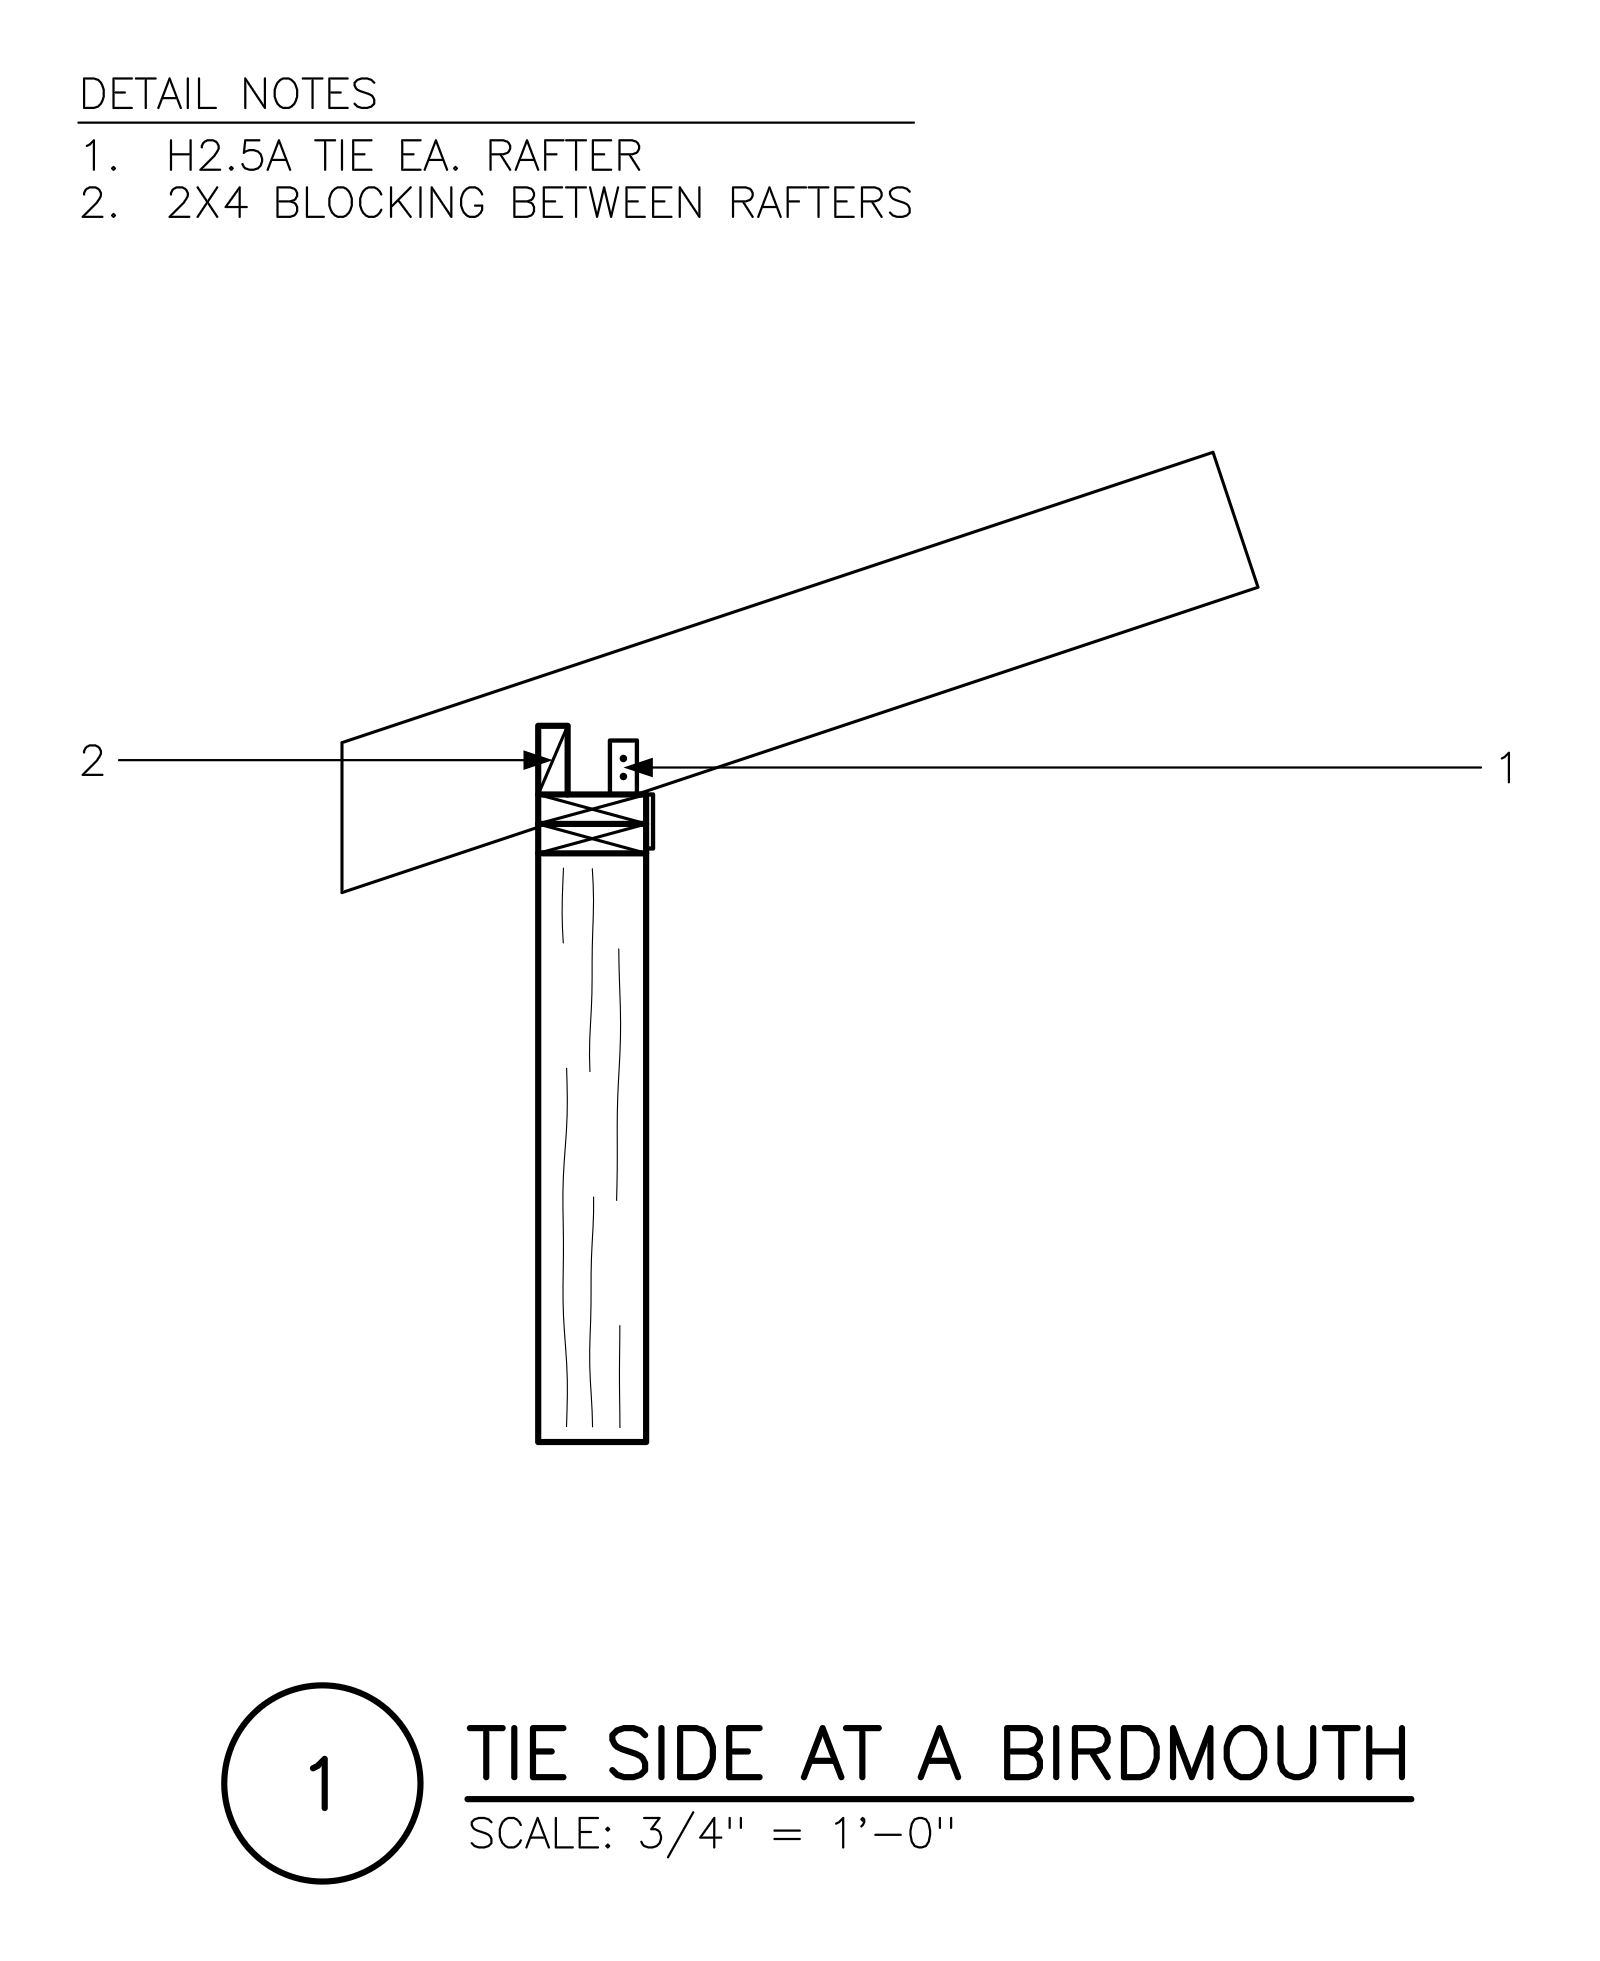 DETAIL NOTES
1. H2.5A TIE EA. RAFTER
2. 2X4 BLOCKING BETWEEN RAFTERS
2
1
1
TIE SIDE AT A BIRDMOUTH
SCALE: 3/4" = 1'-0"